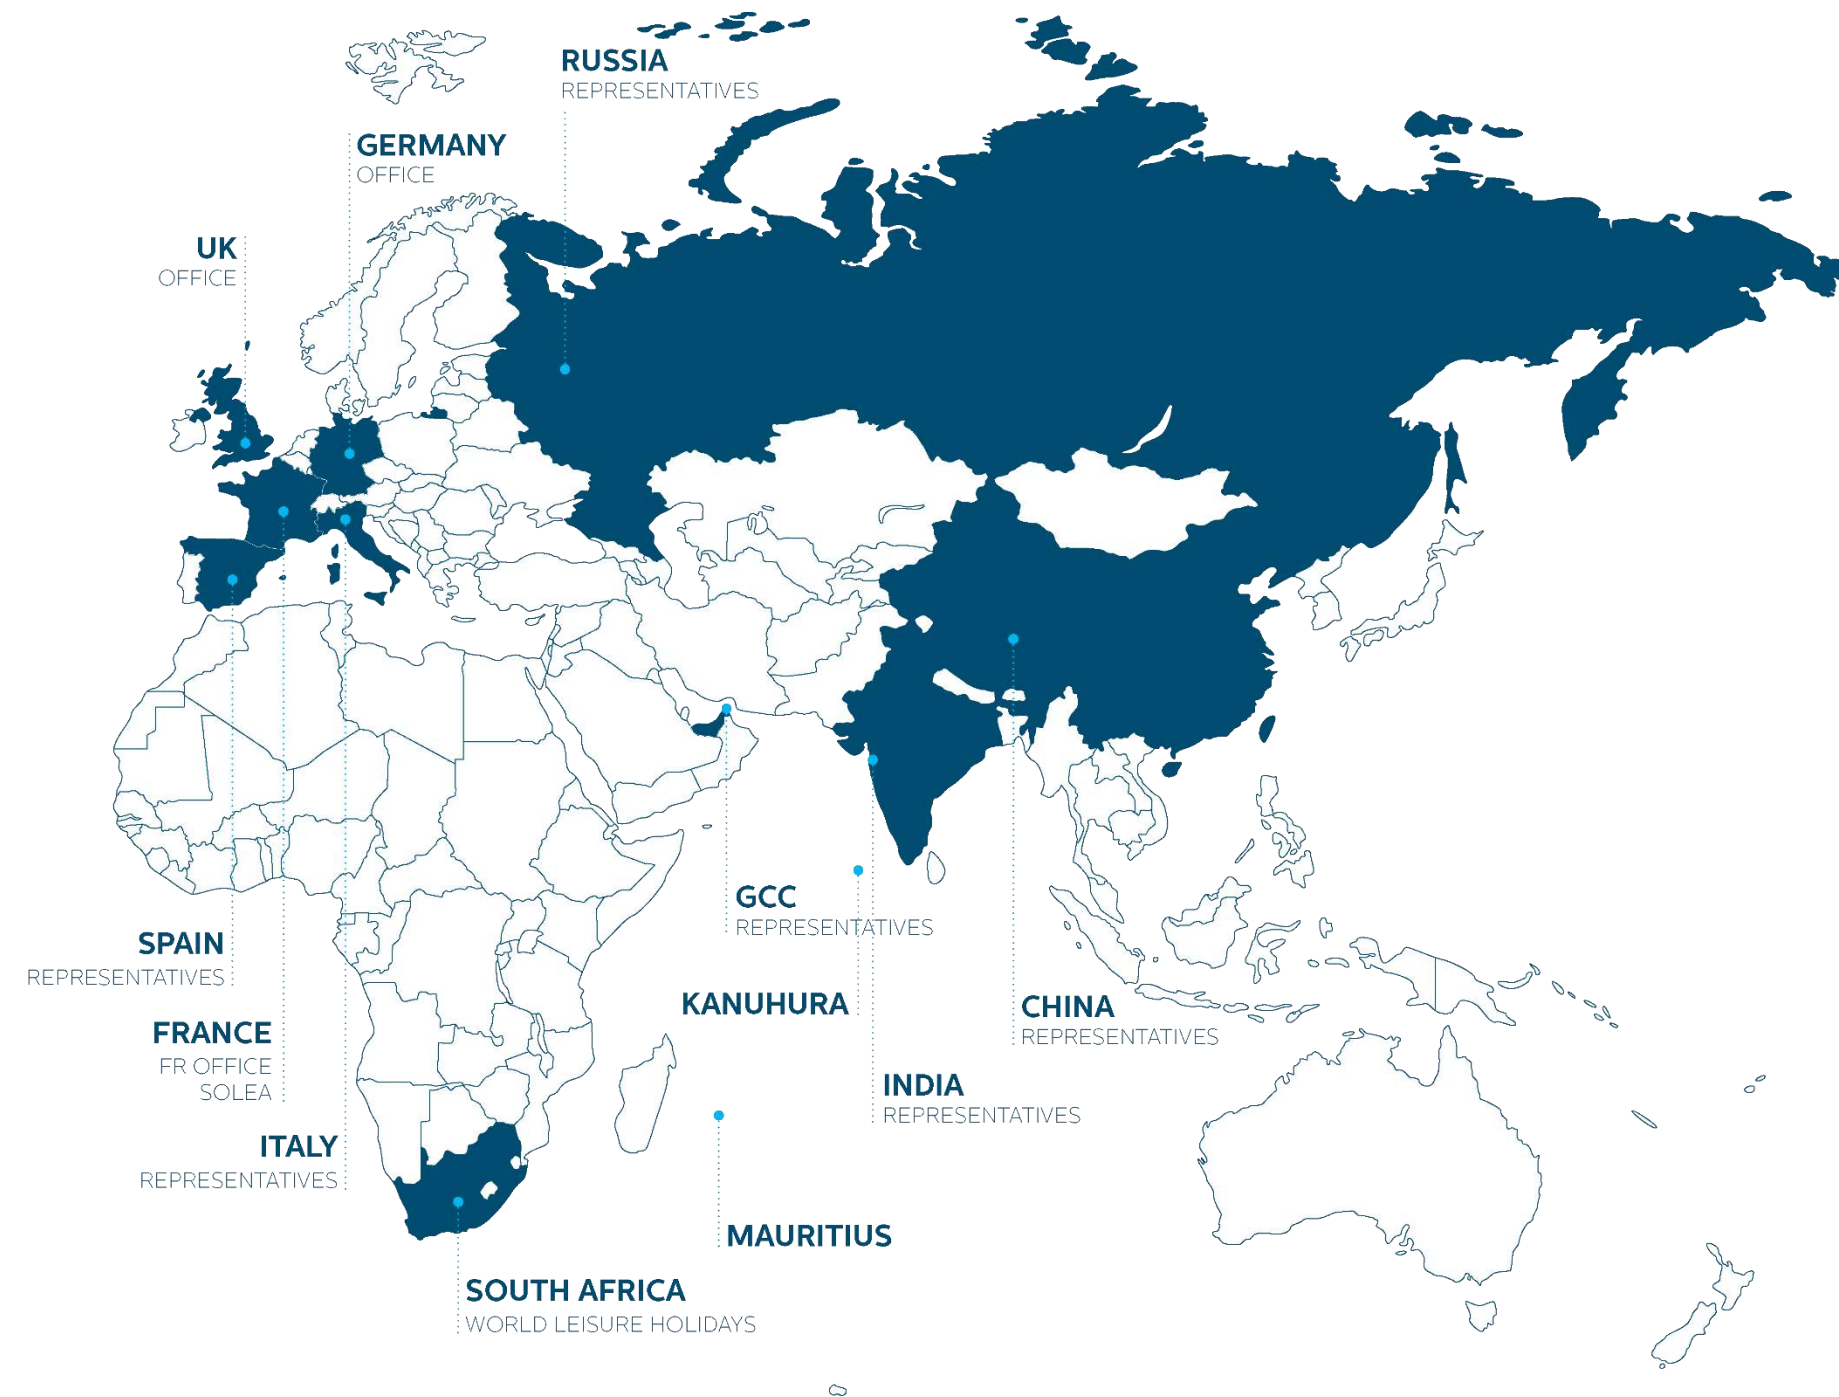 RUSSIA
REPRESENTATIVES
GERMANY
OFFICE
UK
OFFICE
GCC
REPRESENTATIVES
SPAIN
REPRESENTATIVES
KANUHURA
CHINA
REPRESENTATIVES
FRANCE
FR OFFICE
SOLEA
INDIA
REPRESENTATIVES
ITALY
REPRESENTATIVES
MAURITIUS
SOUTH AFRICA
WORLD LEISURE HOLIDAYS